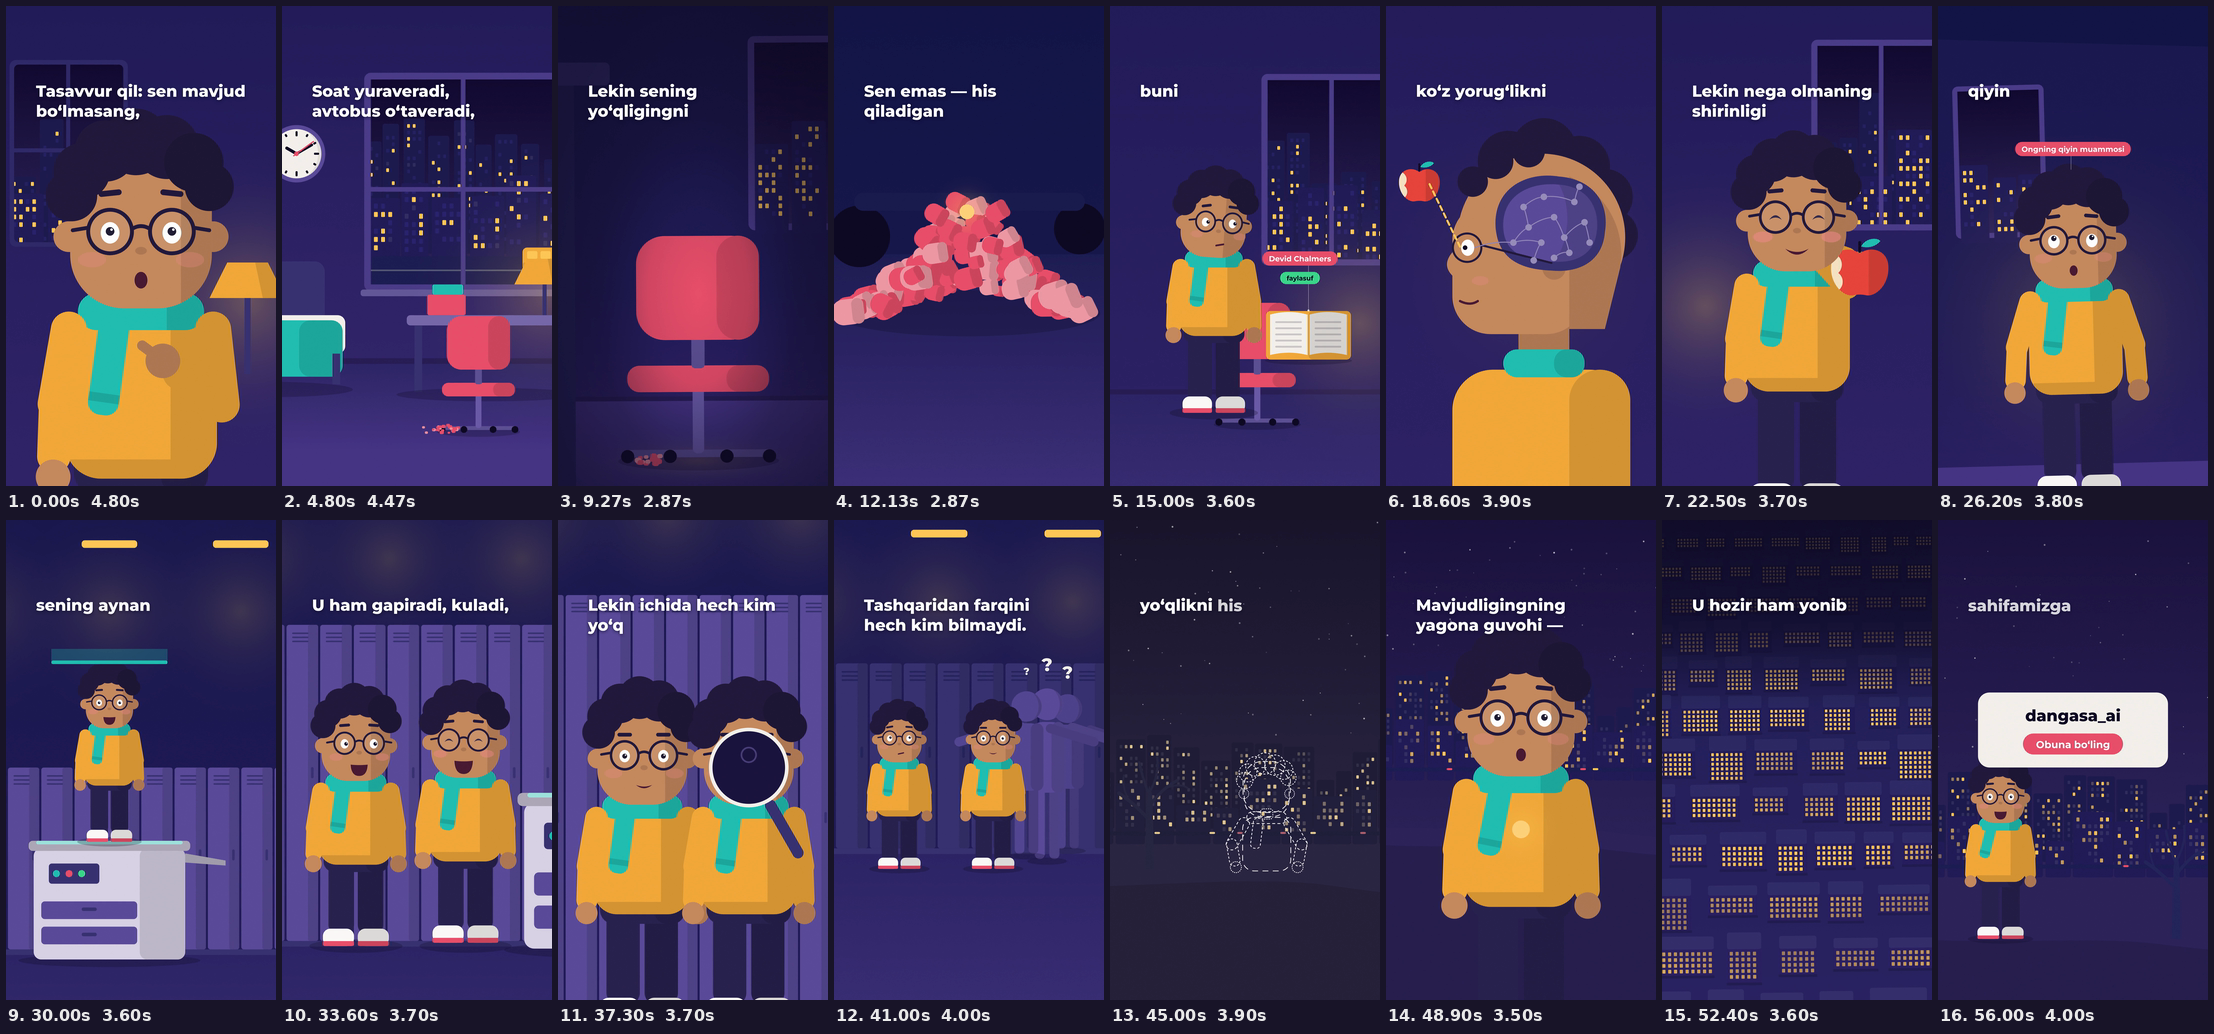 Tasavvur qil: sen mavjud
bo‘lmasang,
1. 0.00s 4.80s
Soat yuraveradi,
avtobus o‘taveradi,
2. 4.80s 4.47s
Lekin sening
yo‘qligingni
3. 9.27s 2.87s
Sen emas — his
qiladigan
4. 12.13s 2.87s
buni
Devid Chalmers
faylasuf
5. 15.00s 3.60s
ko‘z yorug‘likni
6. 18.60s 3.90s
Lekin nega olmaning
shirinligi
7. 22.50s 3.70s
qiyin
Ongning qiyin muammosi
8. 26.20s 3.80s
sening aynan
9. 30.00s 3.60s
U ham gapiradi, kuladi,
10. 33.60s 3.70s
Lekin ichida hech kim
yo‘q
11. 37.30s 3.70s
Tashqaridan farqini
hech kim bilmaydi.
? ? ?
12. 41.00s 4.00s
yo‘qlikni his
13. 45.00s 3.90s
Mavjudligingning
yagona guvohi —
14. 48.90s 3.50s
U hozir ham yonib
15. 52.40s 3.60s
sahifamizga
dangasa_ai
Obuna bo‘ling
16. 56.00s 4.00s